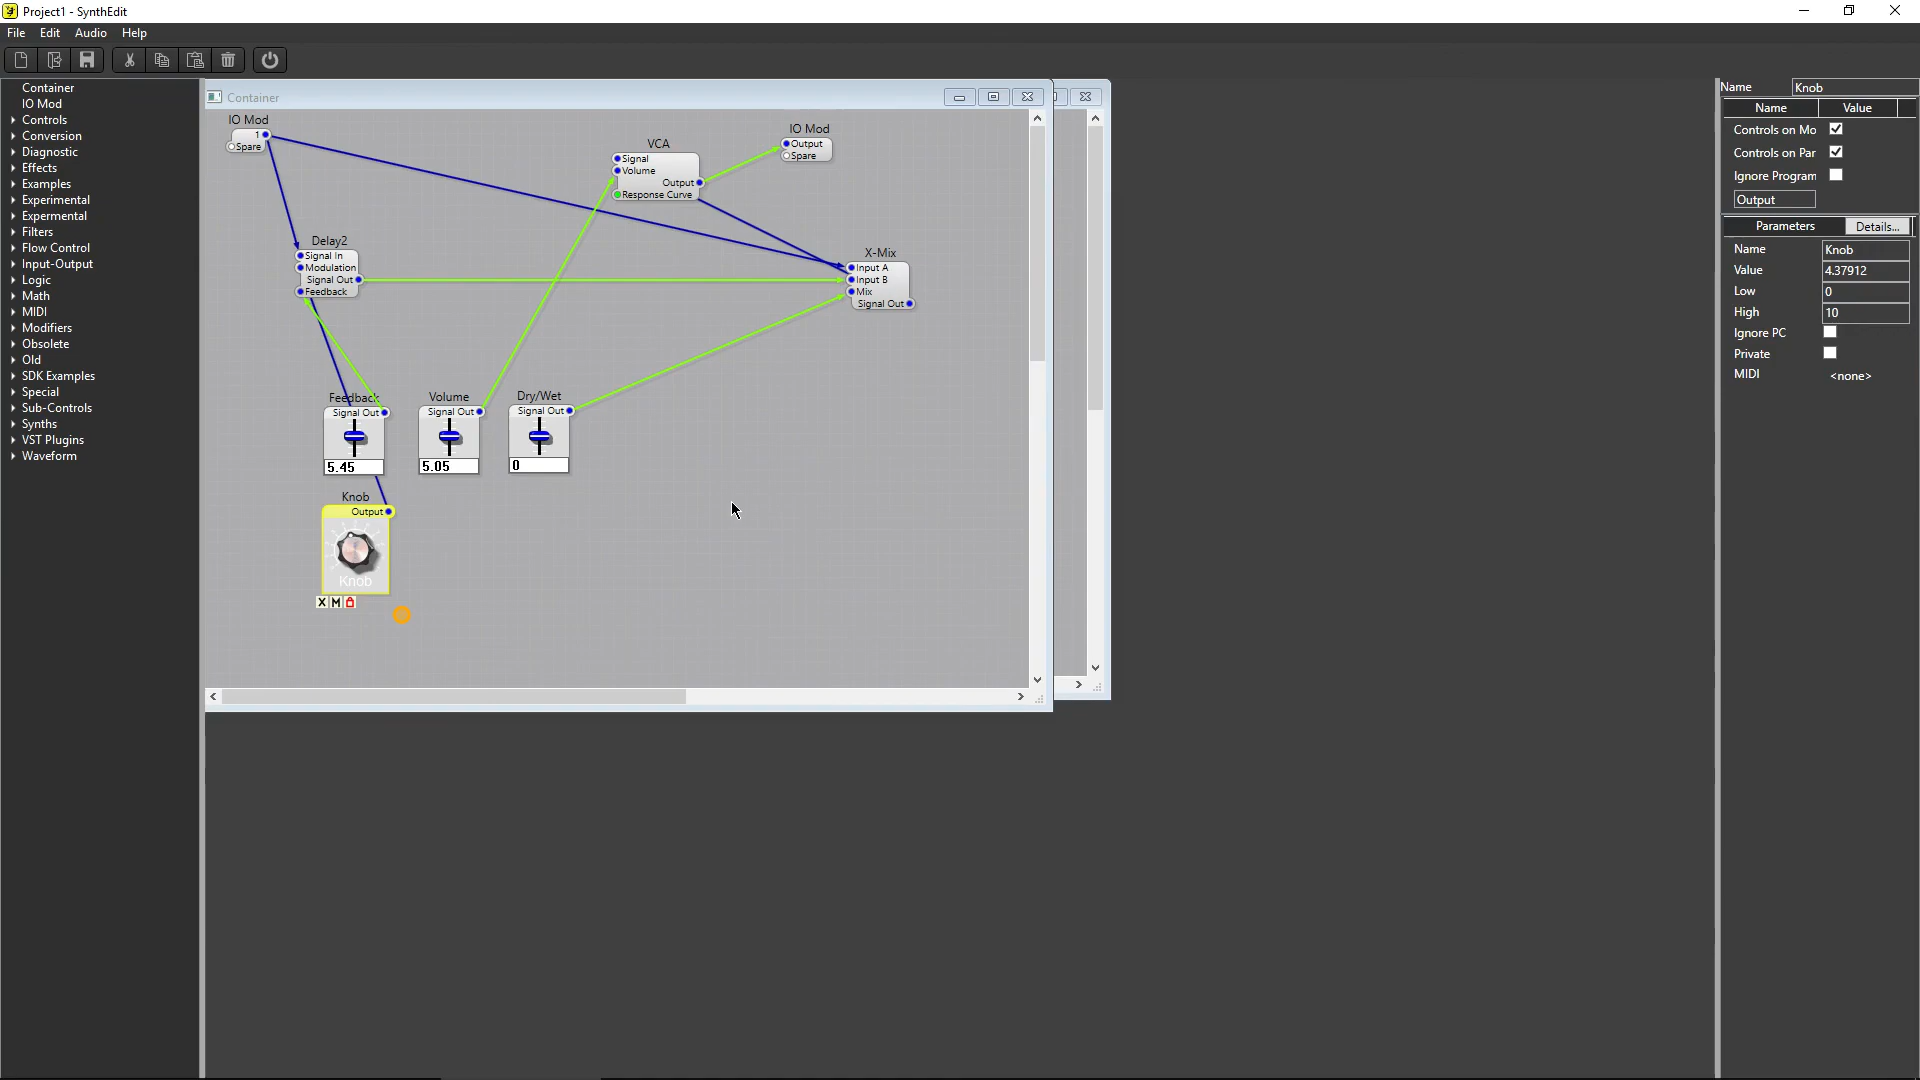 Project1 - SynthEdit
File Edit Audio Help
Container
IO Mod
Controls
Conversion
Diagnostic
Effects
Examples
Experimental
Expermental
Filters
Flow Control
Input-Output
Logic
Math
MIDI
Modifiers
Obsolete
Old
SDK Examples
Special
Sub-Controls
Synths
VST Plugins
Waveform
Container
IO Mod
1
Spare
VCA
Signal
Volume
Output
Response Curve
IO Mod
Output
Spare
Delay2
Signal In
Modulation
Signal Out
Feedback
X-Mix
Input A
Input B
Mix
Signal Out
Feedback
Signal Out
5.45
Volume
Signal Out
5.05
Dry/Wet
Signal Out
0
Knob
Output
Knob
X M
Name Knob
Name Value
Controls on Mo
Controls on Par
Ignore Program
Output
Parameters Details...
Name Knob
Value 4.37912
Low 0
High 10
Ignore PC
Private
MIDI <none>